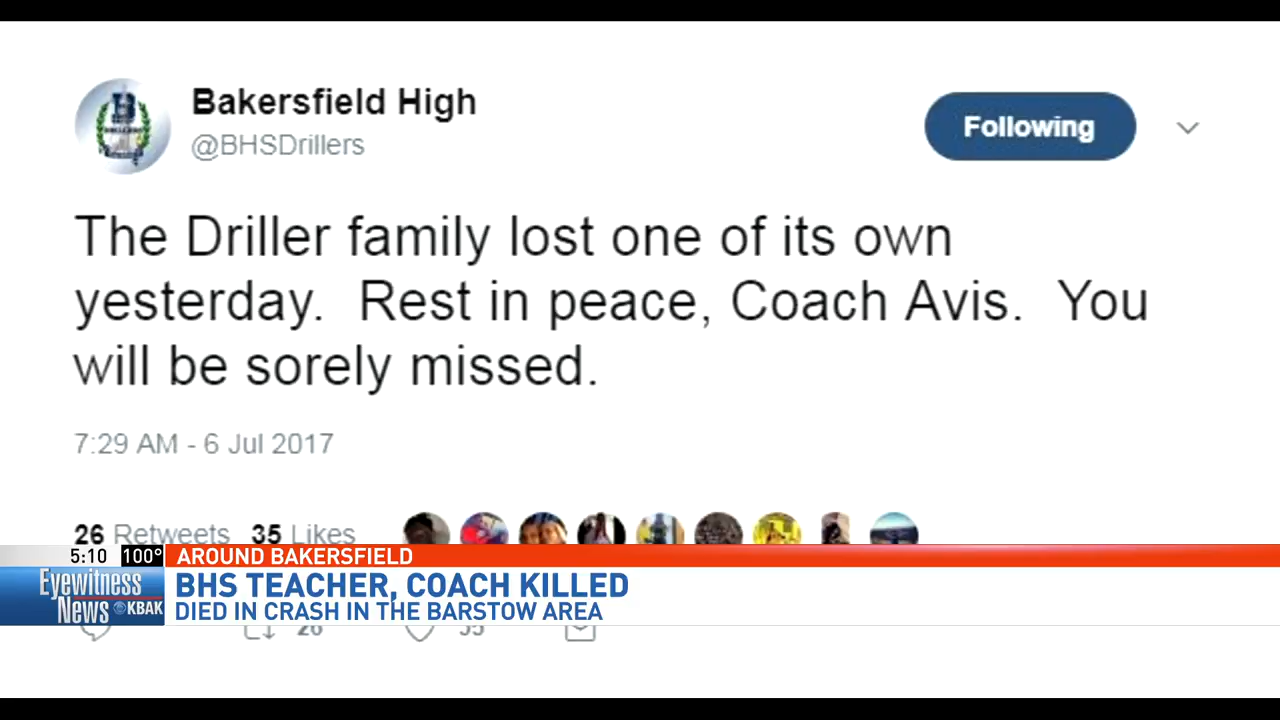 Bakersfield High
@BHSDrillers
Following
The Driller family lost one of its own
yesterday. Rest in peace, Coach Avis. You
will be sorely missed.
7:29 AM - 6 Jul 2017
26 Retweets 35 Likes
5:10 100° AROUND BAKERSFIELD
Eyewitness News KBAK
BHS TEACHER, COACH KILLED
DIED IN CRASH IN THE BARSTOW AREA
26 35